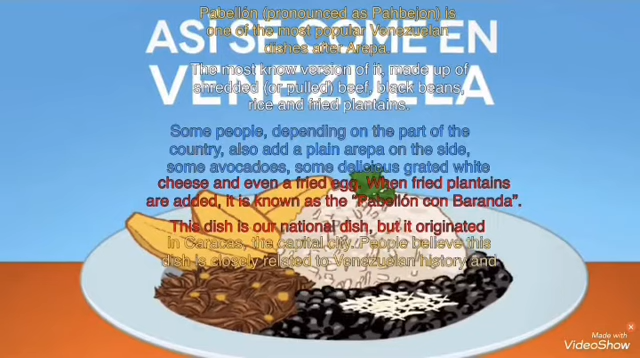 Pabellón (pronounced as Pahbejon) is
one of the most popular Venezuelan
dishes after Arepa.
ASÍ SE COME EN
VENEZUELA
The most know version of it, made up of
shredded (or pulled) beef, black beans,
rice and fried plantains.
Some people, depending on the part of the
country, also add a plain arepa on the side,
some avocadoes, some delicious grated white
cheese and even a fried egg. When fried plantains
are added, it is known as the “Pabellón con Baranda”.
This dish is our national dish, but it originated
in Caracas, the capital city. People believe this
dish is closely related to Venezuelan history and
Made with
VideoShow